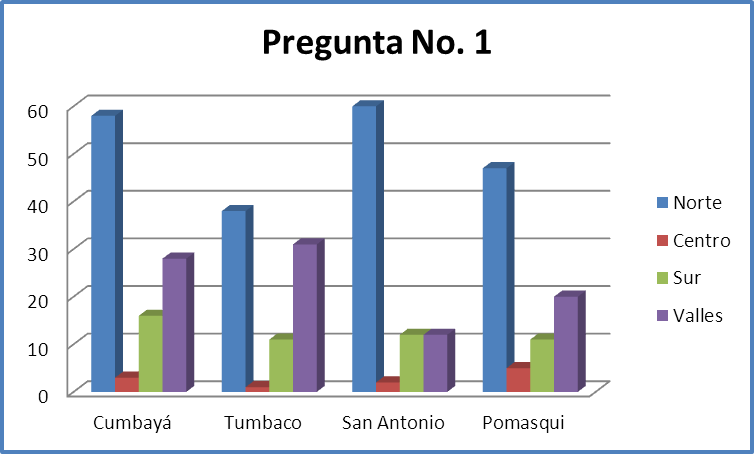 Pregunta No. 1
60
50
40
30
20
10
0
Cumbayá Tumbaco San Antonio Pomasqui
Norte
Centro
Sur
Valles